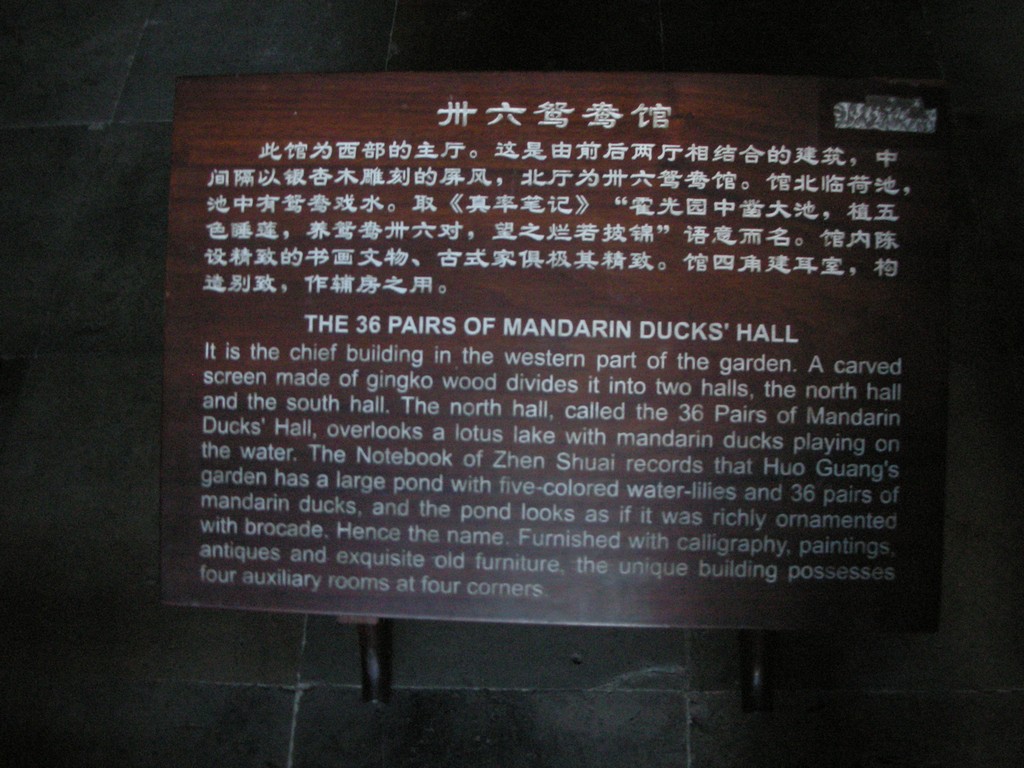 卅六鸳鸯馆
此馆为西部的主厅。这是由前后两厅相结合的建筑，中
间隔以银杏木雕刻的屏风，北厅为卅六鸳鸯馆。馆北临荷池，
池中有鸳鸯戏水。取《真率笔记》“霍光园中凿大池，植五
色睡莲，养鸳鸯卅六对，望之烂若披锦”语意而名。馆内陈
设精致的书画文物、古式家俱极其精致。馆四角建耳室，构
造别致，作辅房之用。
THE 36 PAIRS OF MANDARIN DUCKS' HALL
It is the chief building in the western part of the garden. A carved
screen made of gingko wood divides it into two halls, the north hall
and the south hall. The north hall, called the 36 Pairs of Mandarin
Ducks' Hall, overlooks a lotus lake with mandarin ducks playing on
the water. The Notebook of Zhen Shuai records that Huo Guang's
garden has a large pond with five-colored water-lilies and 36 pairs of
mandarin ducks, and the pond looks as if it was richly ornamented
with brocade. Hence the name. Furnished with calligraphy, paintings,
antiques and exquisite old furniture, the unique building possesses
four auxiliary rooms at four corners.